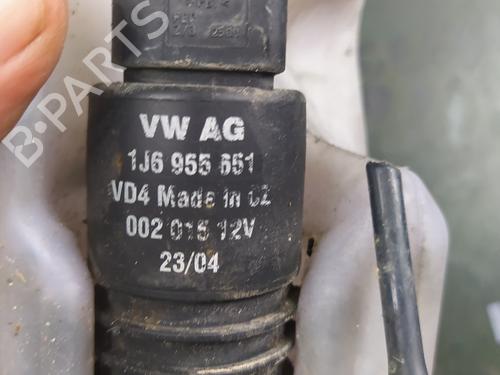 VW AG
1J6 955 651
VD4 Made in CZ
002 015 12V
23/04
B-PARTS